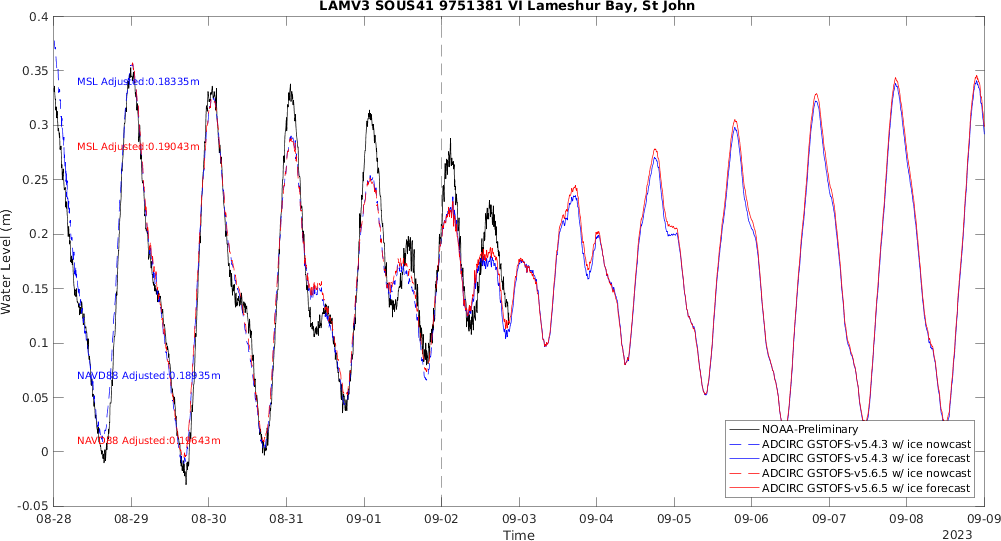 LAMV3 SOUS41 9751381 VI Lameshur Bay, St John
0.4
0.35
MSL Adjusted:0.18335m
0.3
MSL Adjusted:0.19043m
0.25
0.2
Water Level (m)
0.15
0.1
NAVD88 Adjusted:0.18935m
0.05
NAVD88 Adjusted:0.19643m
0
-0.05
NOAA-Preliminary
ADCIRC GSTOFS-v5.4.3 w/ ice nowcast
ADCIRC GSTOFS-v5.4.3 w/ ice forecast
ADCIRC GSTOFS-v5.6.5 w/ ice nowcast
ADCIRC GSTOFS-v5.6.5 w/ ice forecast
08-28 08-29 08-30 08-31 09-01 09-02 09-03 09-04 09-05 09-06 09-07 09-08 09-09
Time
2023